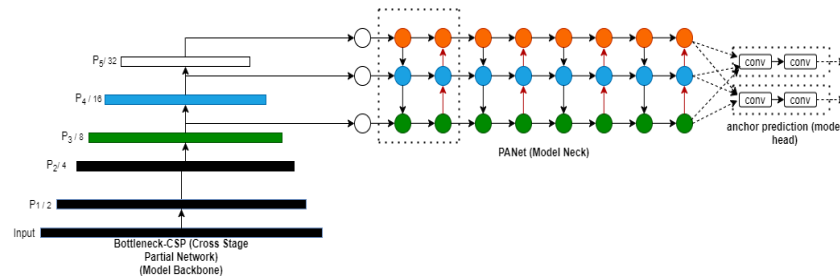 P5/ 32
P4 / 16
P3 / 8
P2/ 4
P1 / 2
Input
Bottleneck-CSP (Cross Stage
Partial Network)
(Model Backbone)
PANet (Model Neck)
conv conv
conv conv
anchor prediction (model
head)